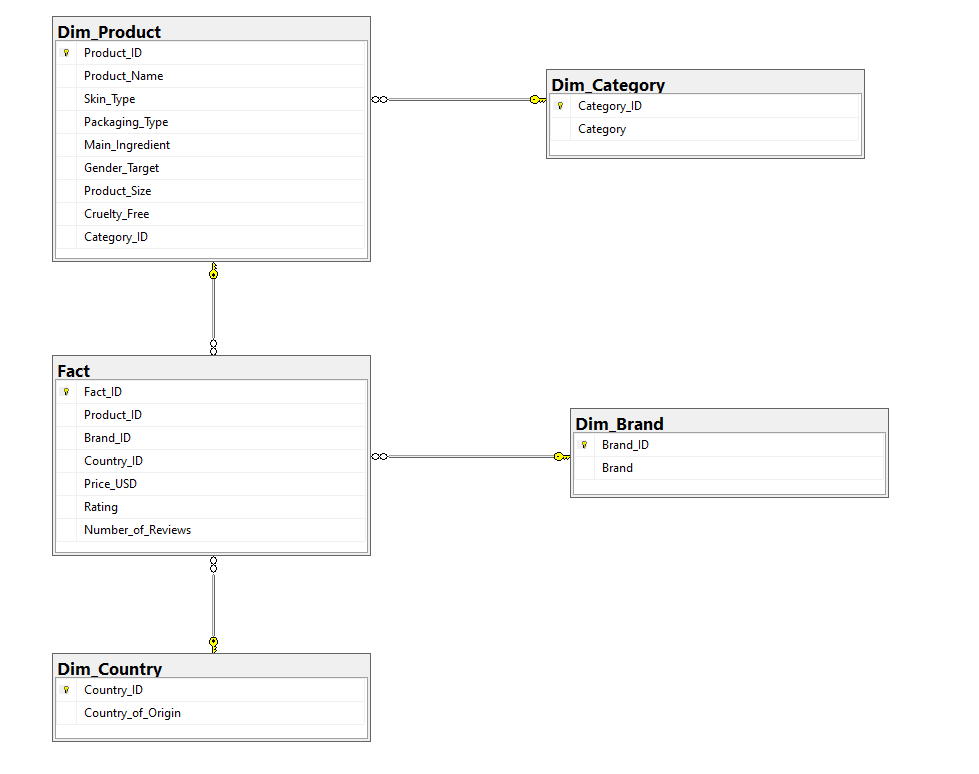 Dim_Product
Product_ID
Product_Name
Skin_Type
Packaging_Type
Main_Ingredient
Gender_Target
Product_Size
Cruelty_Free
Category_ID
Dim_Category
Category_ID
Category
Fact
Fact_ID
Product_ID
Brand_ID
Country_ID
Price_USD
Rating
Number_of_Reviews
Dim_Brand
Brand_ID
Brand
Dim_Country
Country_ID
Country_of_Origin